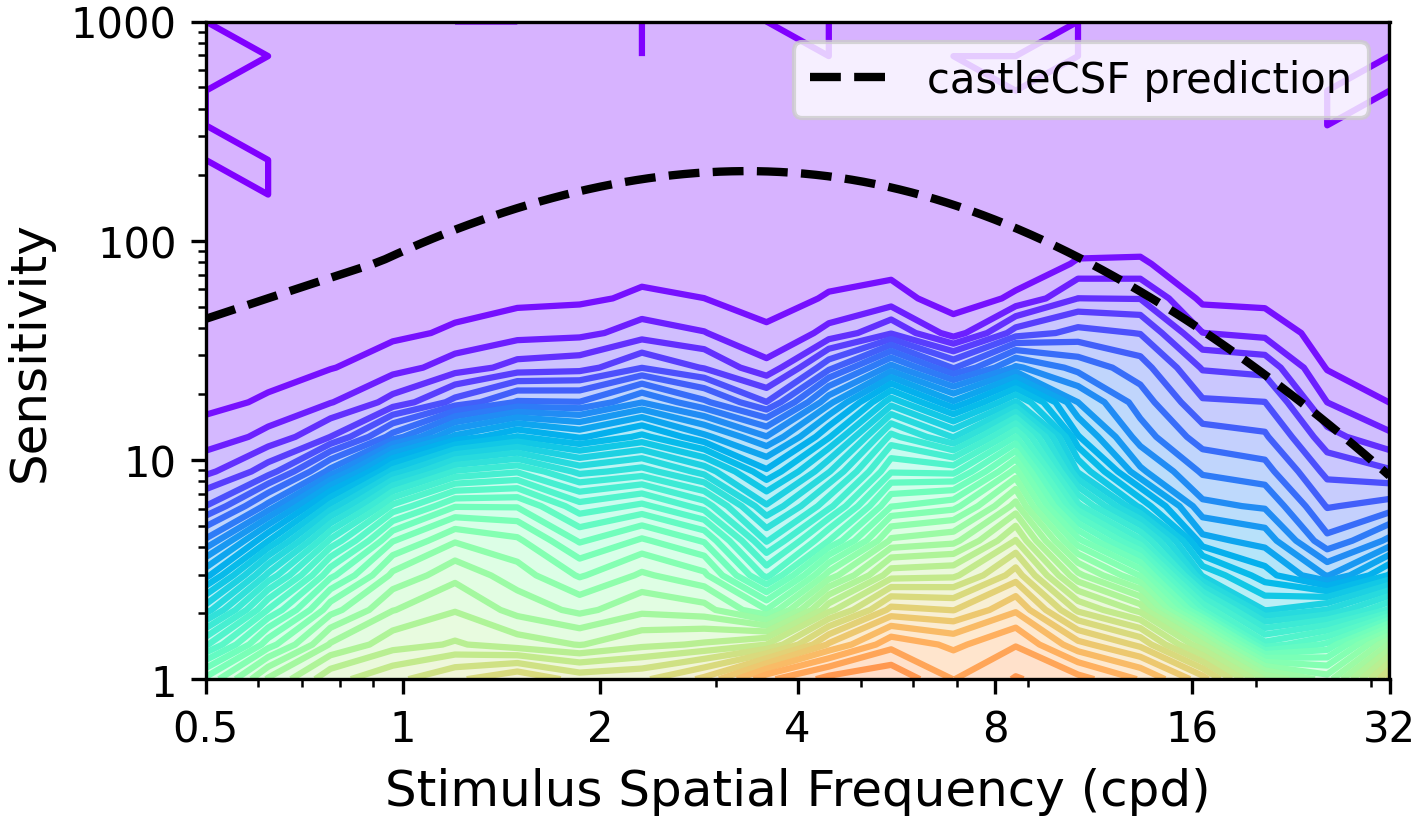 1000
100
10
1
Sensitivity
castleCSF prediction
0.5 1 2 4 8 16 32
Stimulus Spatial Frequency (cpd)